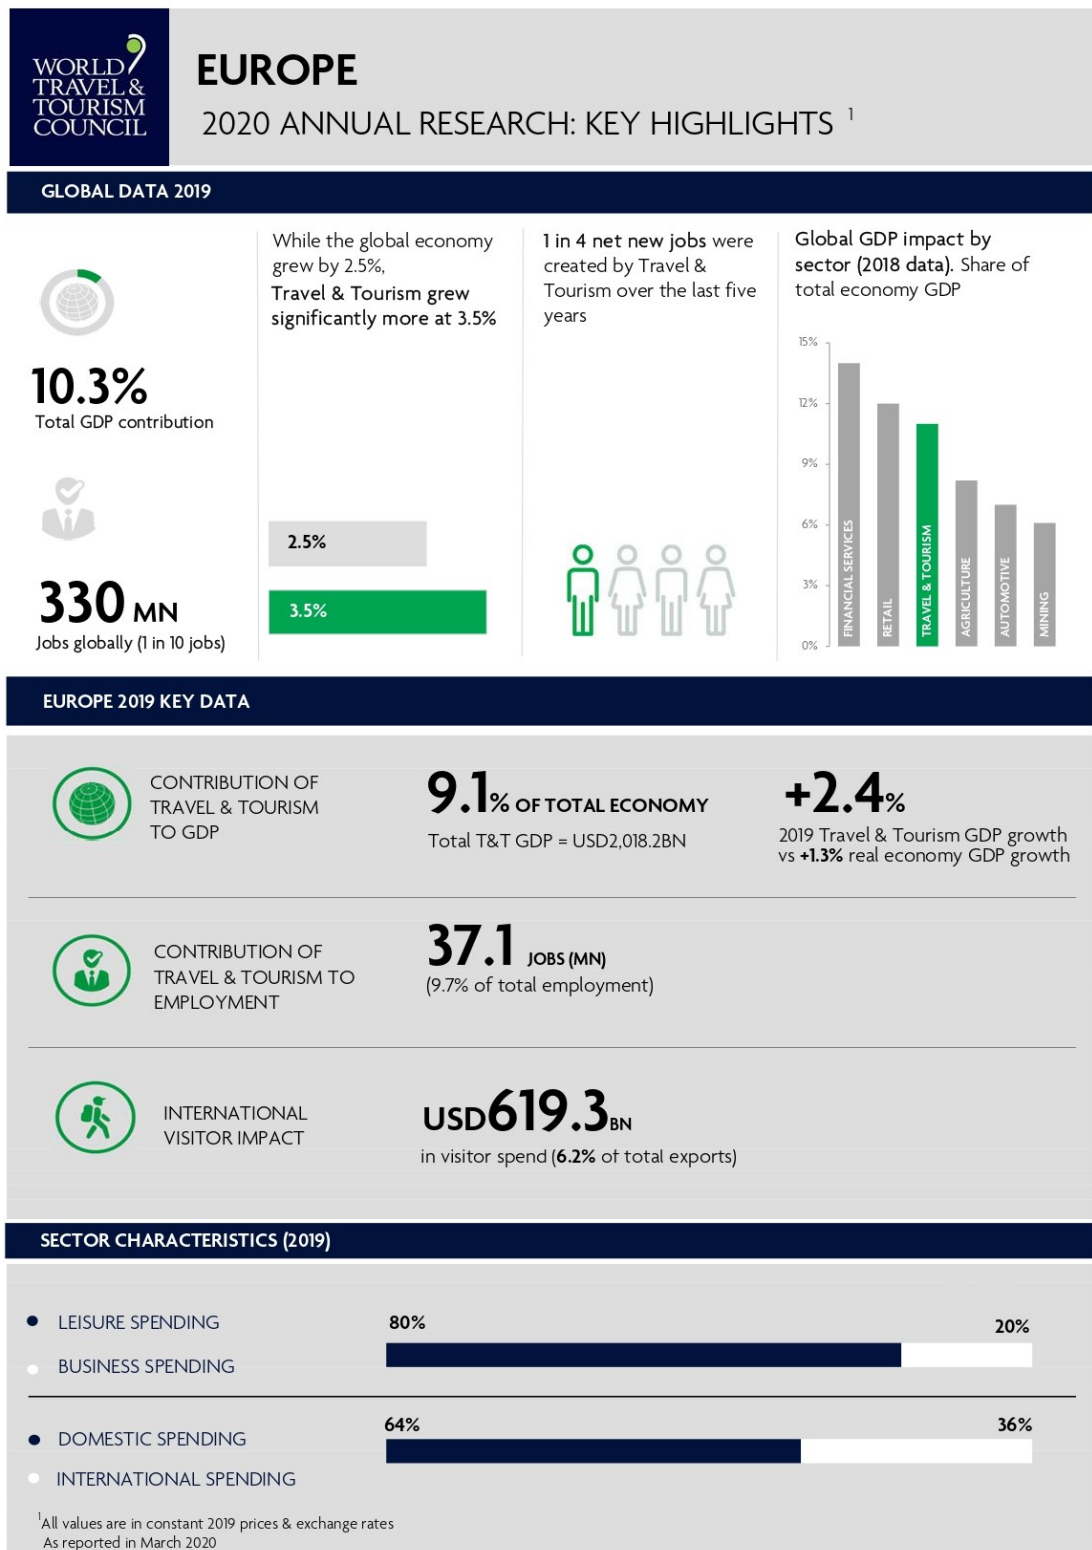 WORLD
TRAVEL &
TOURISM
COUNCIL
EUROPE
2020 ANNUAL RESEARCH: KEY HIGHLIGHTS 1
GLOBAL DATA 2019
10.3%
Total GDP contribution
330 MN
Jobs globally (1 in 10 jobs)
While the global economy
grew by 2.5%,
Travel & Tourism grew
significantly more at 3.5%
2.5%
3.5%
1 in 4 net new jobs were
created by Travel &
Tourism over the last five
years
Global GDP impact by
sector (2018 data). Share of
total economy GDP
15%
12%
9%
6%
3%
0%
FINANCIAL SERVICES
RETAIL
TRAVEL & TOURISM
AGRICULTURE
AUTOMOTIVE
MINING
EUROPE 2019 KEY DATA
CONTRIBUTION OF
TRAVEL & TOURISM
TO GDP
9.1% OF TOTAL ECONOMY
Total T&T GDP = USD2,018.2BN
+2.4%
2019 Travel & Tourism GDP growth
vs +1.3% real economy GDP growth
CONTRIBUTION OF
TRAVEL & TOURISM TO
EMPLOYMENT
37.1 JOBS (MN)
(9.7% of total employment)
INTERNATIONAL
VISITOR IMPACT
USD619.3BN
in visitor spend (6.2% of total exports)
SECTOR CHARACTERISTICS (2019)
LEISURE SPENDING
BUSINESS SPENDING
80%
20%
DOMESTIC SPENDING
INTERNATIONAL SPENDING
64%
36%
1All values are in constant 2019 prices & exchange rates
As reported in March 2020